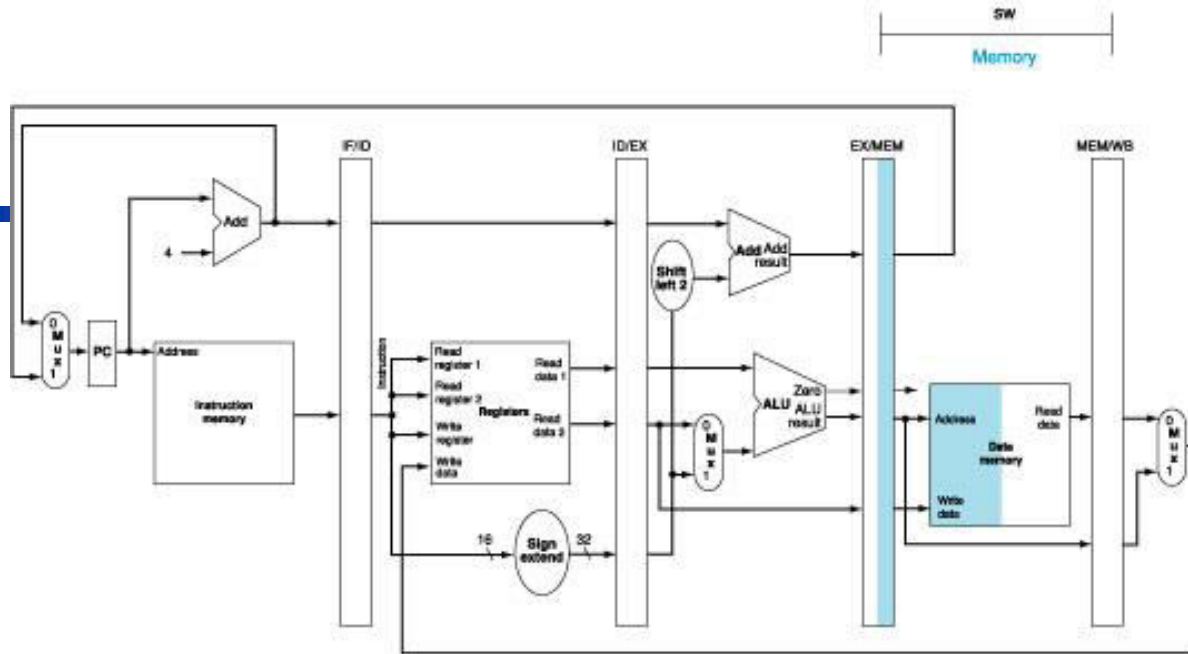 SW
Memory
IF/ID
ID/EX
EX/MEM
MEM/WB
Add
4
Shift
left 2
Add Add
result
0
M
u
x
1
PC
Address
Instruction
memory
Instruction
Read
register 1
Read
register 2
Write
register
Write
data
Registers
Read
data 1
Read
data 2
16
Sign
extend
32
0
M
u
x
1
Zero
ALU
ALU
result
Address
Data
memory
Write
data
Read
data
0
M
u
x
1